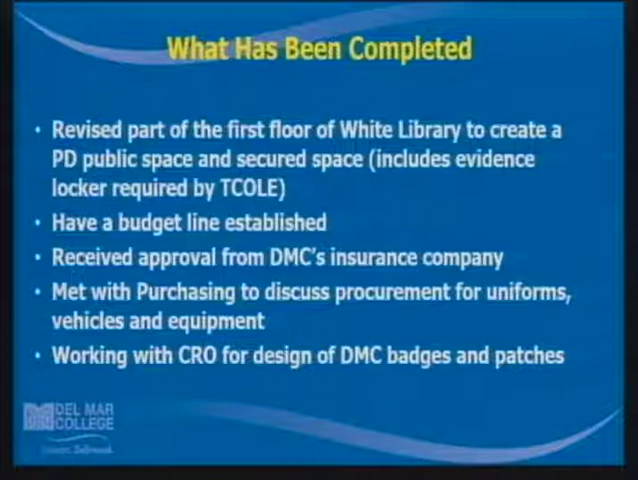 What Has Been Completed
• Revised part of the first floor of White Library to create a
PD public space and secured space (includes evidence
locker required by TCOLE)
• Have a budget line established
• Received approval from DMC's insurance company
• Met with Purchasing to discuss procurement for uniforms,
vehicles and equipment
• Working with CRO for design of DMC badges and patches
DEL MAR
COLLEGE